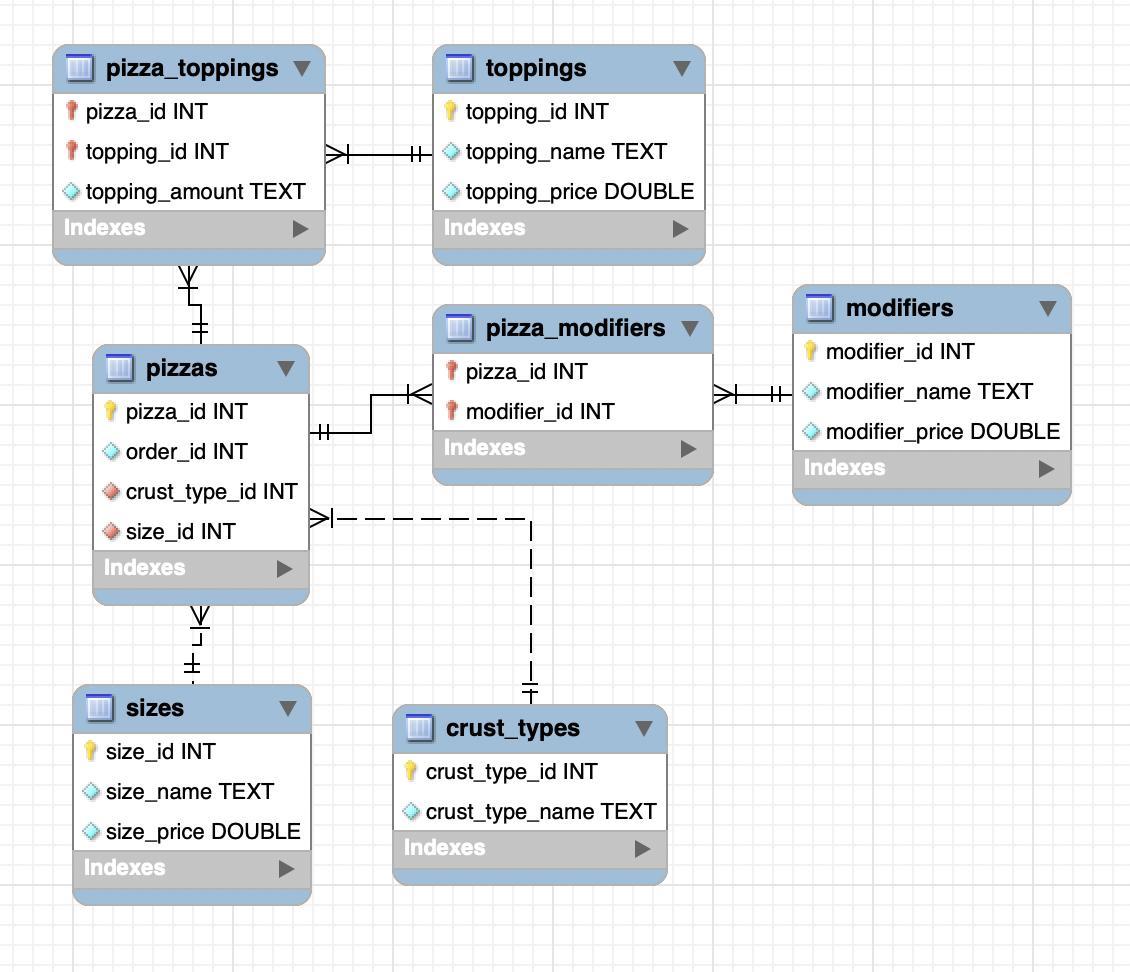 pizza_toppings
pizza_id INT
topping_id INT
topping_amount TEXT
Indexes
toppings
topping_id INT
topping_name TEXT
topping_price DOUBLE
Indexes
pizza_modifiers
pizza_id INT
modifier_id INT
Indexes
modifiers
modifier_id INT
modifier_name TEXT
modifier_price DOUBLE
Indexes
pizzas
pizza_id INT
order_id INT
crust_type_id INT
size_id INT
Indexes
sizes
size_id INT
size_name TEXT
size_price DOUBLE
Indexes
crust_types
crust_type_id INT
crust_type_name TEXT
Indexes